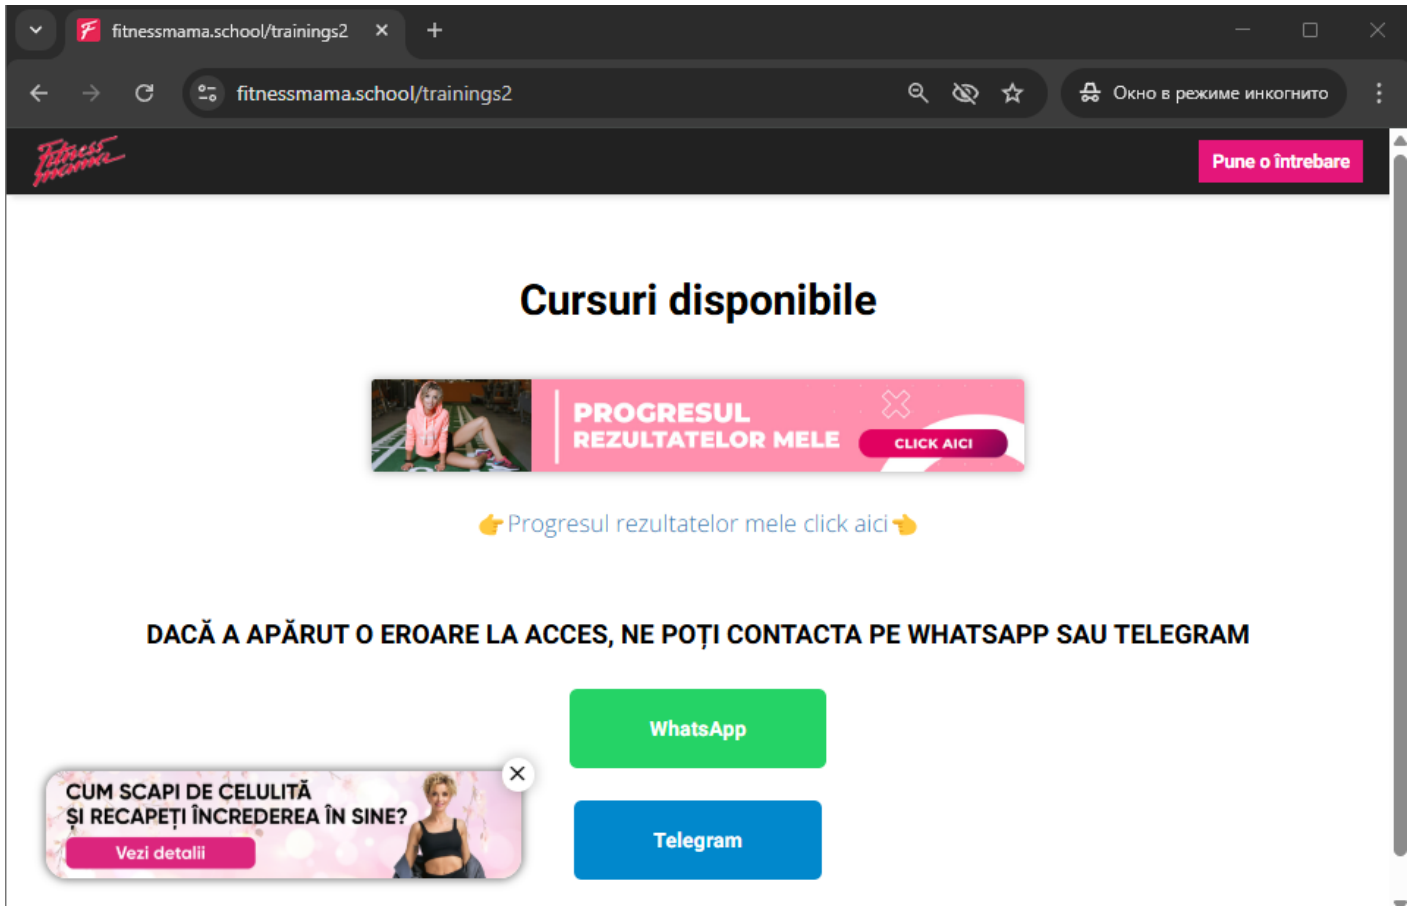 fitnessmama.school/trainings2
fitnessmama.school/trainings2
Окно в режиме инкогнито
Fitness
mama
Pune o întrebare
Cursuri disponibile
PROGRESUL
REZULTATELOR MELE
CLICK AICI
👉Progresul rezultatelor mele click aici👈
DACĂ A APĂRUT O EROARE LA ACCES, NE POȚI CONTACTA PE WHATSAPP SAU TELEGRAM
WhatsApp
CUM SCAPI DE CELULITĂ
ȘI RECAPEȚI ÎNCREDEREA ÎN SINE?
Vezi detalii
Telegram